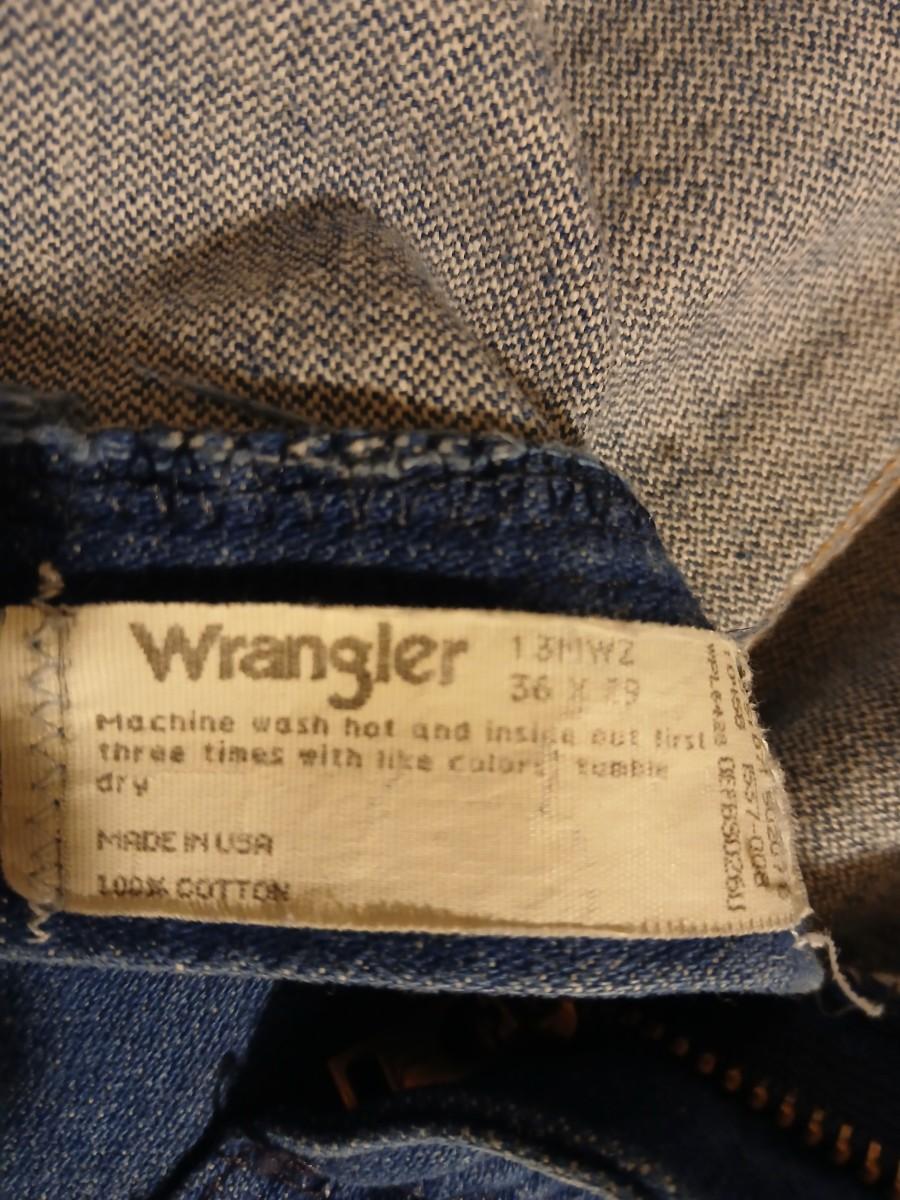 Wrangler
13MWZ
36 X
Machine wash hot and inside out first
three times with like colors tumble
dry
MADE IN USA
100% COTTON